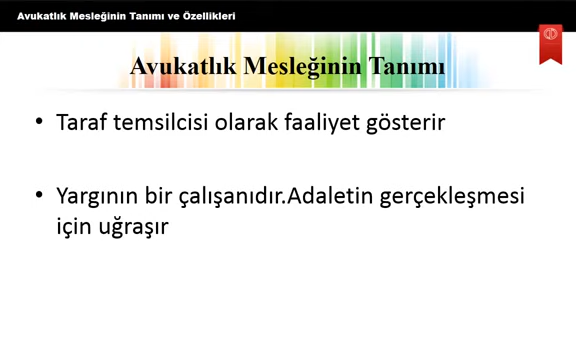 Avukatlık Mesleğinin Tanımı ve Özellikleri
Avukatlık Mesleğinin Tanımı
• Taraf temsilcisi olarak faaliyet gösterir
• Yargının bir çalışanıdır.Adaletin gerçekleşmesi
için uğraşır